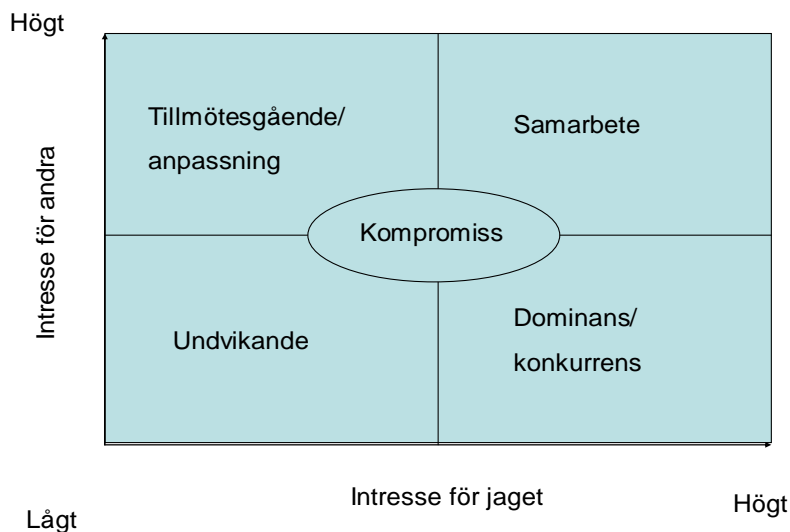 Högt
Tillmötesgående/
anpassning
Samarbete
Intresse för andra
Kompromiss
Undvikande
Dominans/
konkurrens
Intresse för jaget
Högt
Lågt